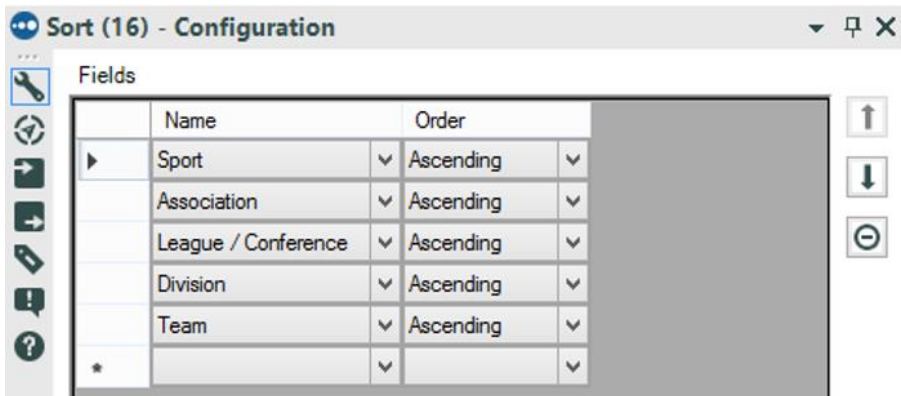 Sort (16) - Configuration
Fields
Name Order
Sport Ascending
Association Ascending
League / Conference Ascending
Division Ascending
Team Ascending
*